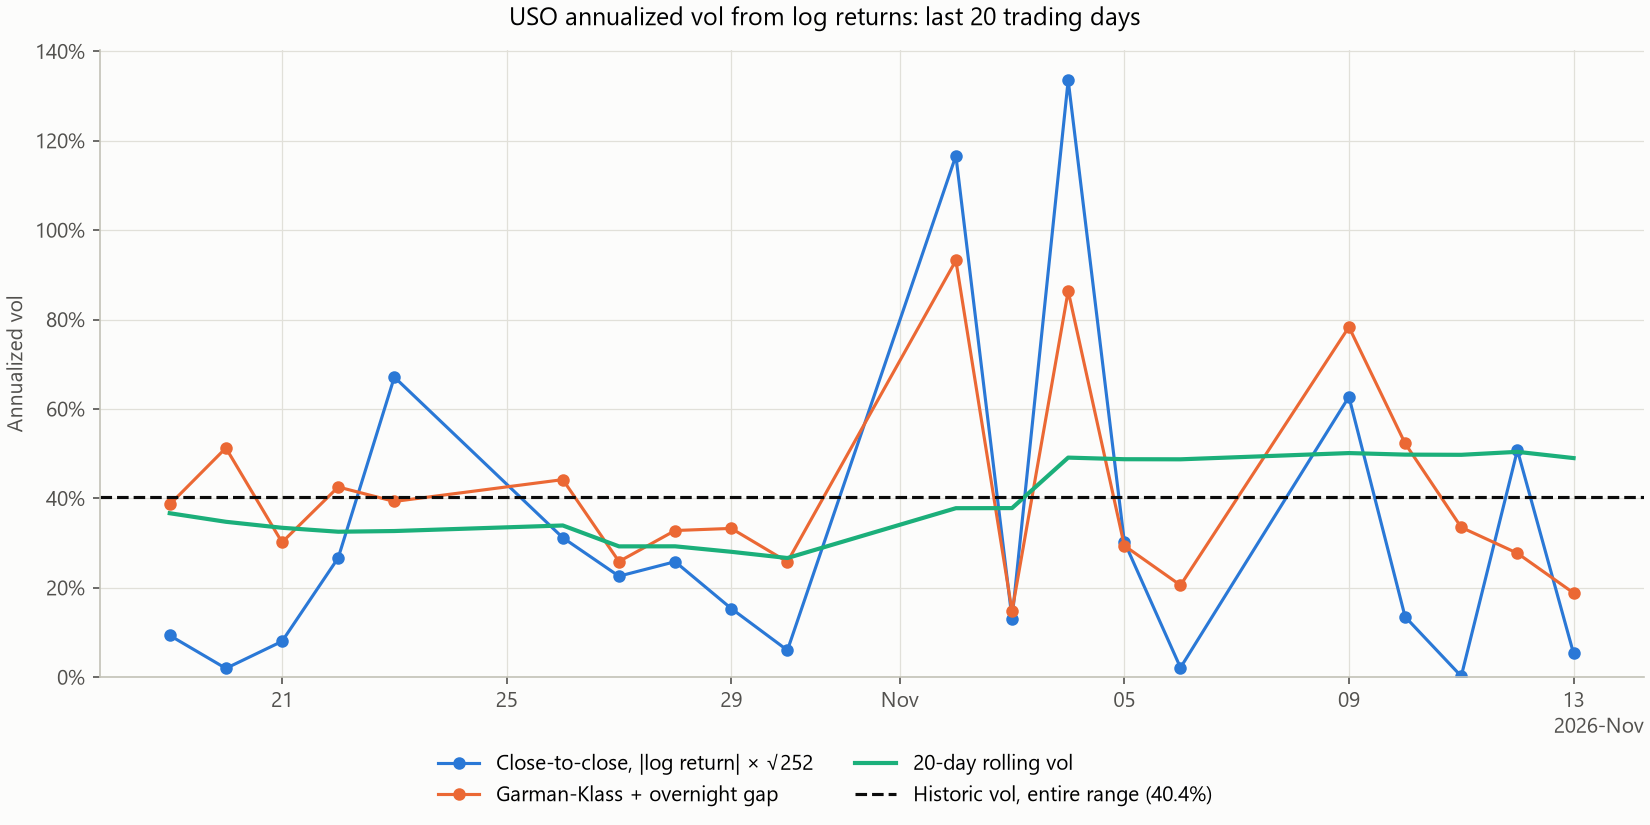 USO annualized vol from log returns: last 20 trading days
140%
120%
100%
80%
60%
40%
20%
0%
Annualized vol
21
25
29
Nov
05
09
13
2026-Nov
Close-to-close, |log return| × √252
Garman-Klass + overnight gap
20-day rolling vol
Historic vol, entire range (40.4%)